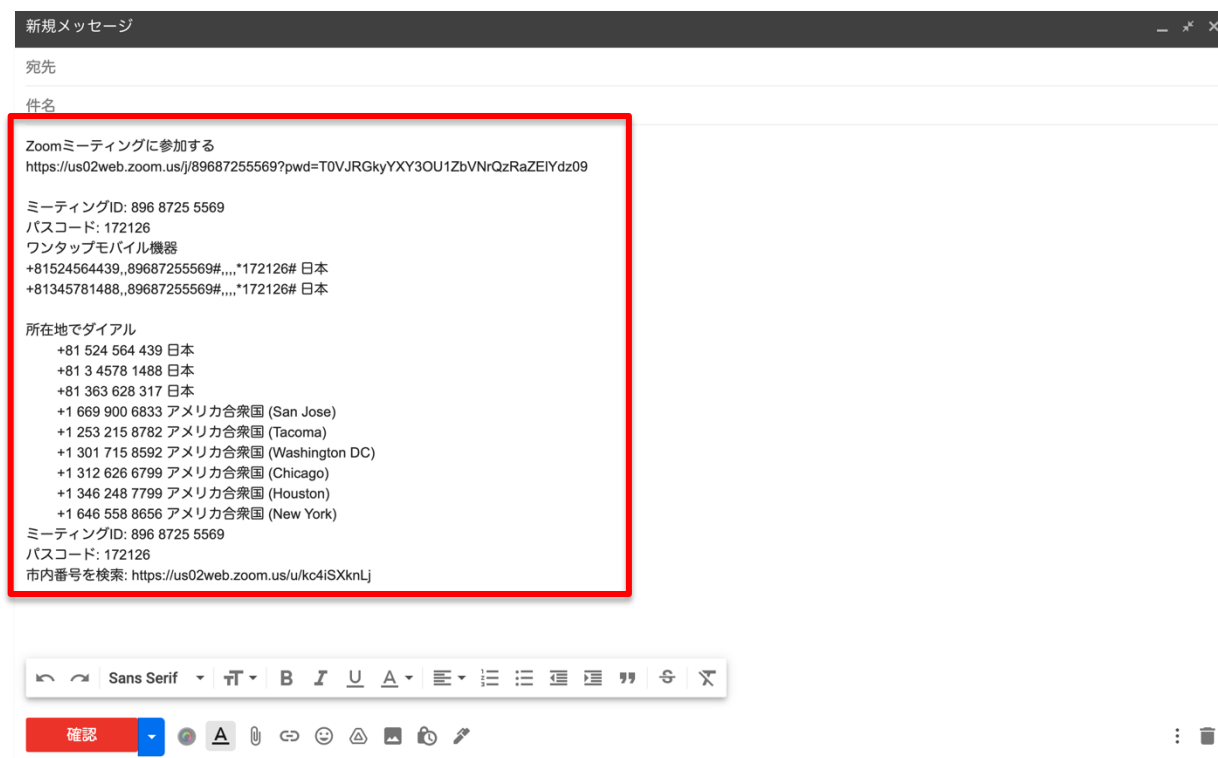 新規メッセージ
宛先
件名
Zoomミーティングに参加する
https://us02web.zoom.us/j/89687255569?pwd=T0VJRGkyYXY3OU1ZbVNrQzRaZEIYdz09
ミーティングID: 896 8725 5569
パスコード: 172126
ワンタップモバイル機器
+81524564439,,89687255569#,,,,*172126# 日本
+81345781488,,89687255569#,,,,*172126# 日本
所在地でダイアル
+81 524 564 439 日本
+81 3 4578 1488 日本
+81 363 628 317 日本
+1 669 900 6833 アメリカ合衆国 (San Jose)
+1 253 215 8782 アメリカ合衆国 (Tacoma)
+1 301 715 8592 アメリカ合衆国 (Washington DC)
+1 312 626 6799 アメリカ合衆国 (Chicago)
+1 346 248 7799 アメリカ合衆国 (Houston)
+1 646 558 8656 アメリカ合衆国 (New York)
ミーティングID: 896 8725 5569
パスコード: 172126
市内番号を検索: https://us02web.zoom.us/u/kc4iSXknLj
Sans Serif
確認